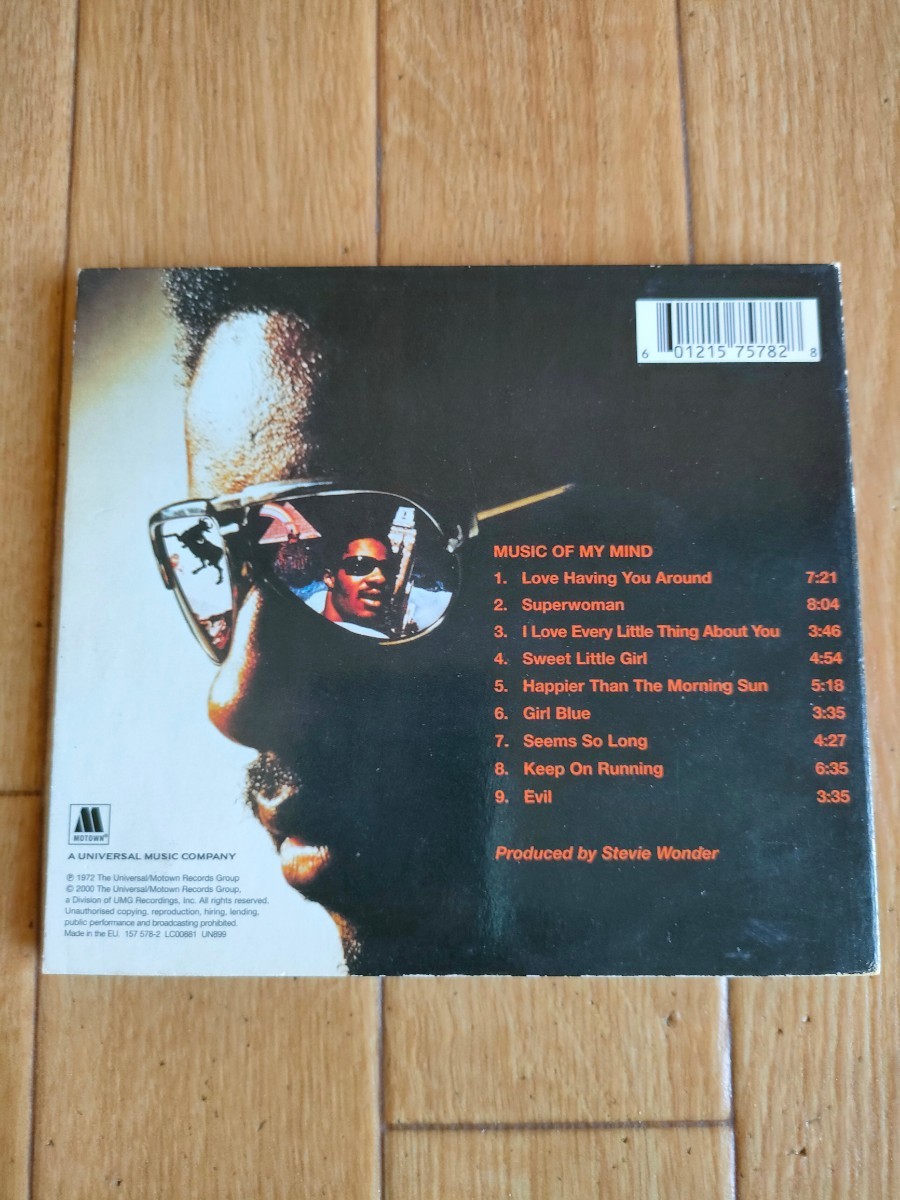 6 01215 75782 8
MUSIC OF MY MIND
1. Love Having You Around 7:21
2. Superwoman 8:04
3. I Love Every Little Thing About You 3:46
4. Sweet Little Girl 4:54
5. Happier Than The Morning Sun 5:18
6. Girl Blue 3:35
7. Seems So Long 4:27
8. Keep On Running 6:35
9. Evil 3:35
Produced by Stevie Wonder
MOTOWN®
A UNIVERSAL MUSIC COMPANY
℗ 1972 The Universal/Motown Records Group
© 2000 The Universal/Motown Records Group,
a Division of UMG Recordings, Inc. All rights reserved.
Unauthorised copying, reproduction, hiring, lending,
public performance and broadcasting prohibited.
Made in the EU. 157 578-2 LC00881 UN899